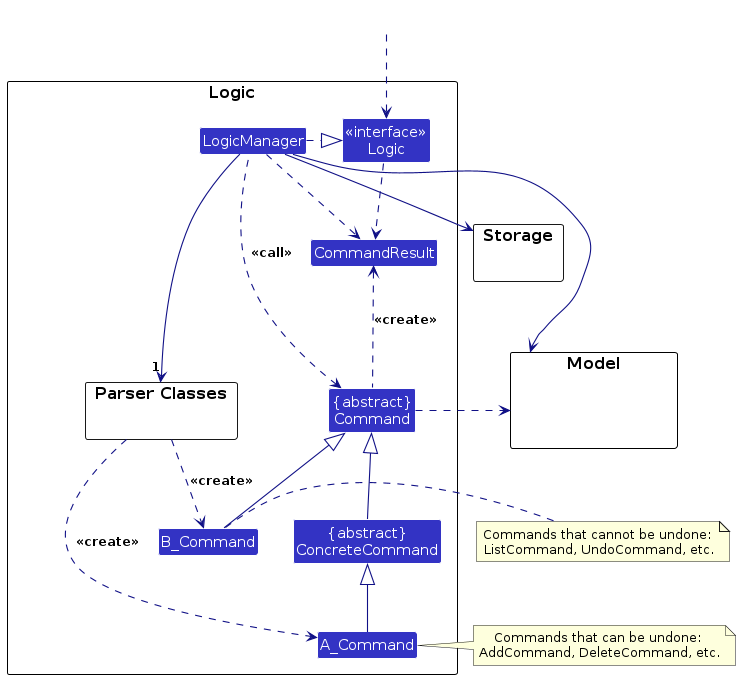 Logic
LogicManager
«interface»
Logic
Storage
«call»
CommandResult
«create»
1
Model
Parser Classes
{abstract}
Command
«create»
«create»
B_Command
{abstract}
ConcreteCommand
Commands that cannot be undone:
ListCommand, UndoCommand, etc.
A_Command
Commands that can be undone:
AddCommand, DeleteCommand, etc.